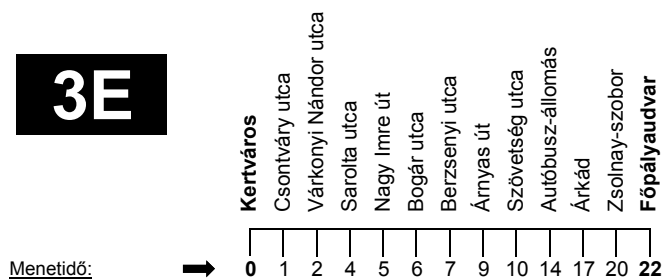 3E
Kertváros
Csontváry utca
Várkonyi Nándor utca
Sarolta utca
Nagy Imre út
Bogár utca
Berzsenyi utca
Árnyas út
Szövetség utca
Autóbusz-állomás
Árkád
Zsolnay-szobor
Főpályaudvar
Menetidő: 0 1 2 4 5 6 7 9 10 14 17 20 22